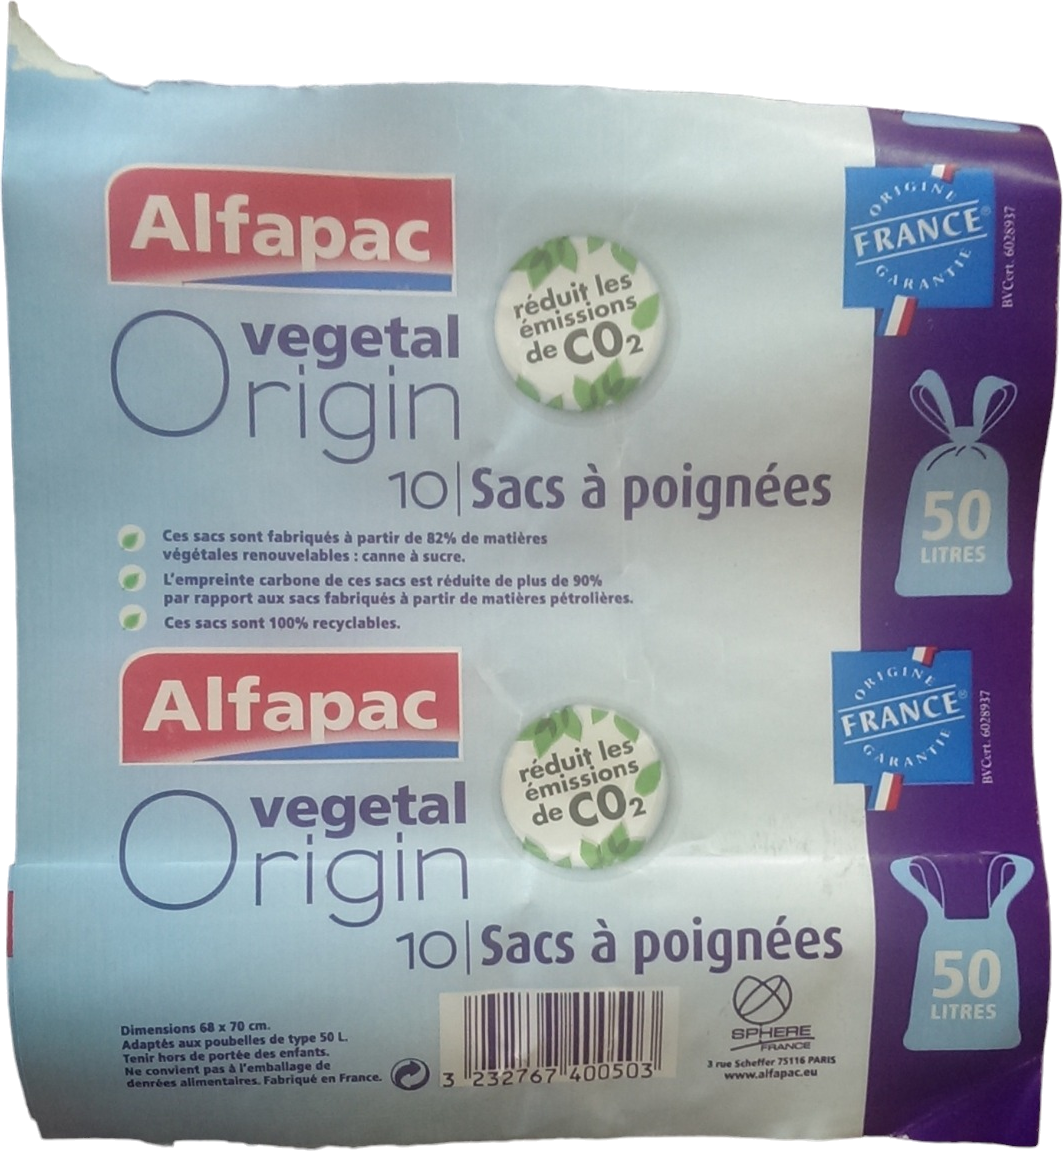 Alfapac
vegetal
Origin
réduit les
émissions
de CO2
ORIGINE
FRANCE®
GARANTIE
BVCert. 6028937
10 | Sacs à poignées
50
LITRES
Ces sacs sont fabriqués à partir de 82% de matières
végétales renouvelables : canne à sucre.
L'empreinte carbone de ces sacs est réduite de plus de 90%
par rapport aux sacs fabriqués à partir de matières pétrolières.
Ces sacs sont 100% recyclables.
Alfapac
vegetal
Origin
réduit les
émissions
de CO2
ORIGINE
FRANCE®
GARANTIE
BVCert. 6028937
10 | Sacs à poignées
50
LITRES
Dimensions 68 x 70 cm.
Adaptés aux poubelles de type 50 L.
Tenir hors de portée des enfants.
Ne convient pas à l'emballage de
denrées alimentaires. Fabriqué en France.
3 232767 400503
SPHERE
FRANCE
3 rue Scheffer 75116 PARIS
www.alfapac.eu